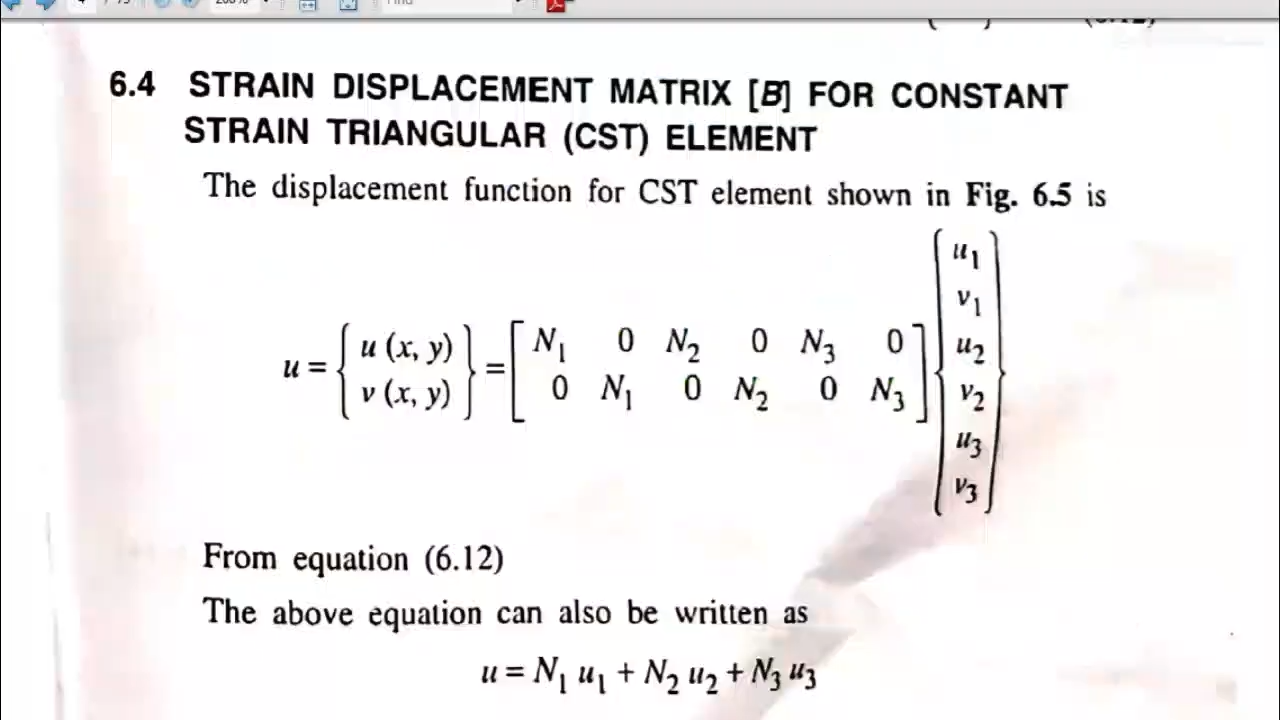 6.4 STRAIN DISPLACEMENT MATRIX [B] FOR CONSTANT
STRAIN TRIANGULAR (CST) ELEMENT
The displacement function for CST element shown in Fig. 6.5 is
u = { u (x, y) v (x, y) } = [ N₁ 0 N₂ 0 N₃ 0 0 N₁ 0 N₂ 0 N₃ ] { u₁ v₁ u₂ v₂ u₃ v₃ }
From equation (6.12)
The above equation can also be written as
u = N₁ u₁ + N₂ u₂ + N₃ u₃